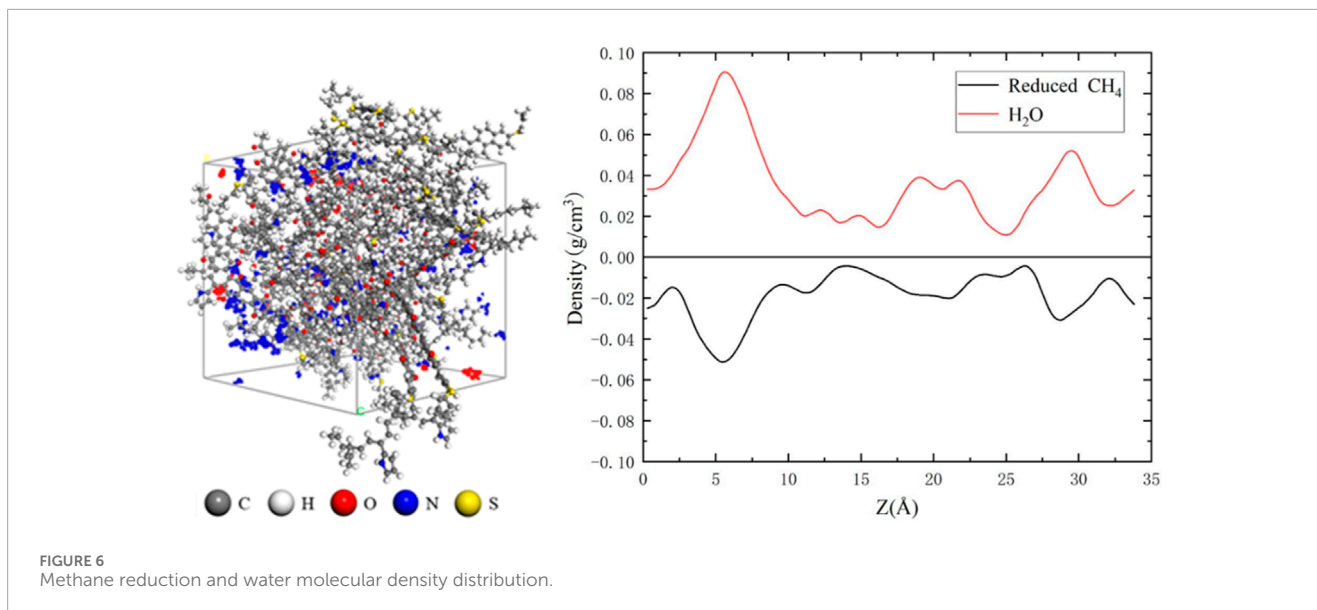 0.10
0.08
0.06
0.04
0.02
0.00
-0.02
-0.04
-0.06
-0.08
-0.10
Density(g/cm³)
Reduced CH₄
H₂O
0 5 10 15 20 25 30 35
Z(Å)
C
C H O N S
FIGURE 6
Methane reduction and water molecular density distribution.